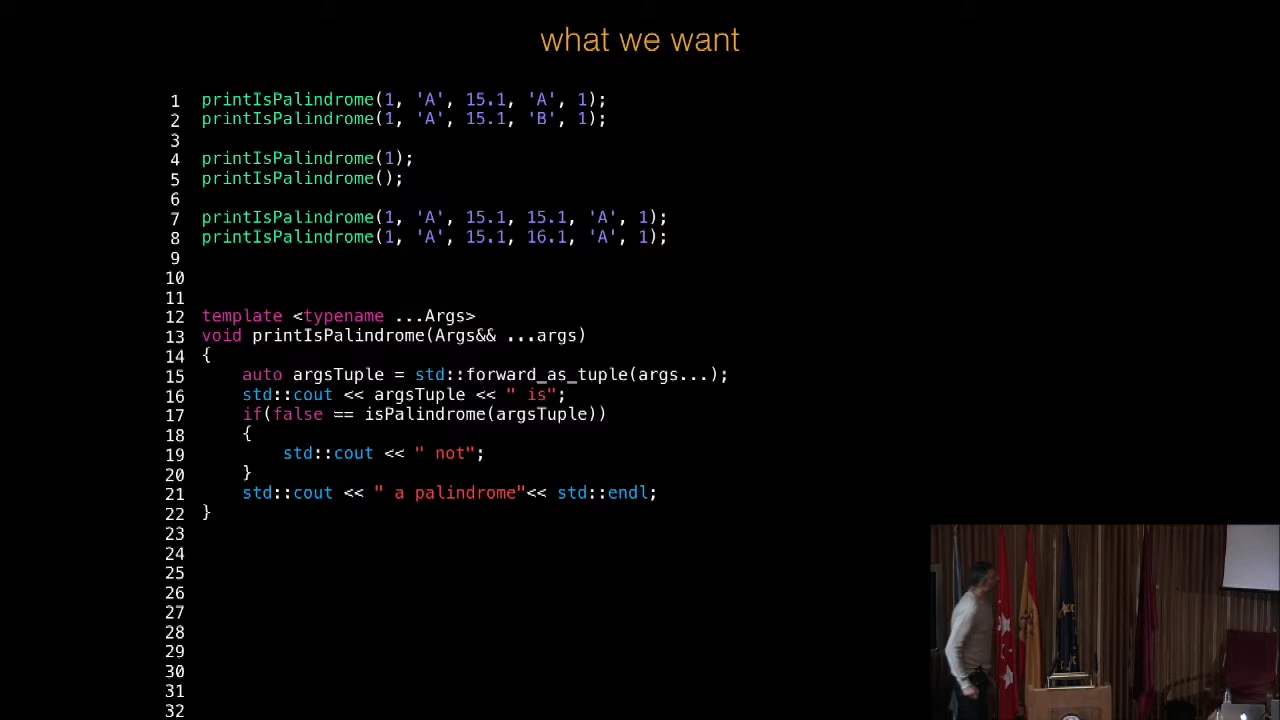 what we want
1 printIsPalindrome(1, 'A', 15.1, 'A', 1);
2 printIsPalindrome(1, 'A', 15.1, 'B', 1);
3
4 printIsPalindrome(1);
5 printIsPalindrome();
6
7 printIsPalindrome(1, 'A', 15.1, 15.1, 'A', 1);
8 printIsPalindrome(1, 'A', 15.1, 16.1, 'A', 1);
9
10
11
12 template <typename ...Args>
13 void printIsPalindrome(Args&& ...args)
14 {
15     auto argsTuple = std::forward_as_tuple(args...);
16     std::cout << argsTuple << " is";
17     if(false == isPalindrome(argsTuple))
18     {
19         std::cout << " not";
20     }
21     std::cout << " a palindrome"<< std::endl;
22 }
23
24
25
26
27
28
29
30
31
32